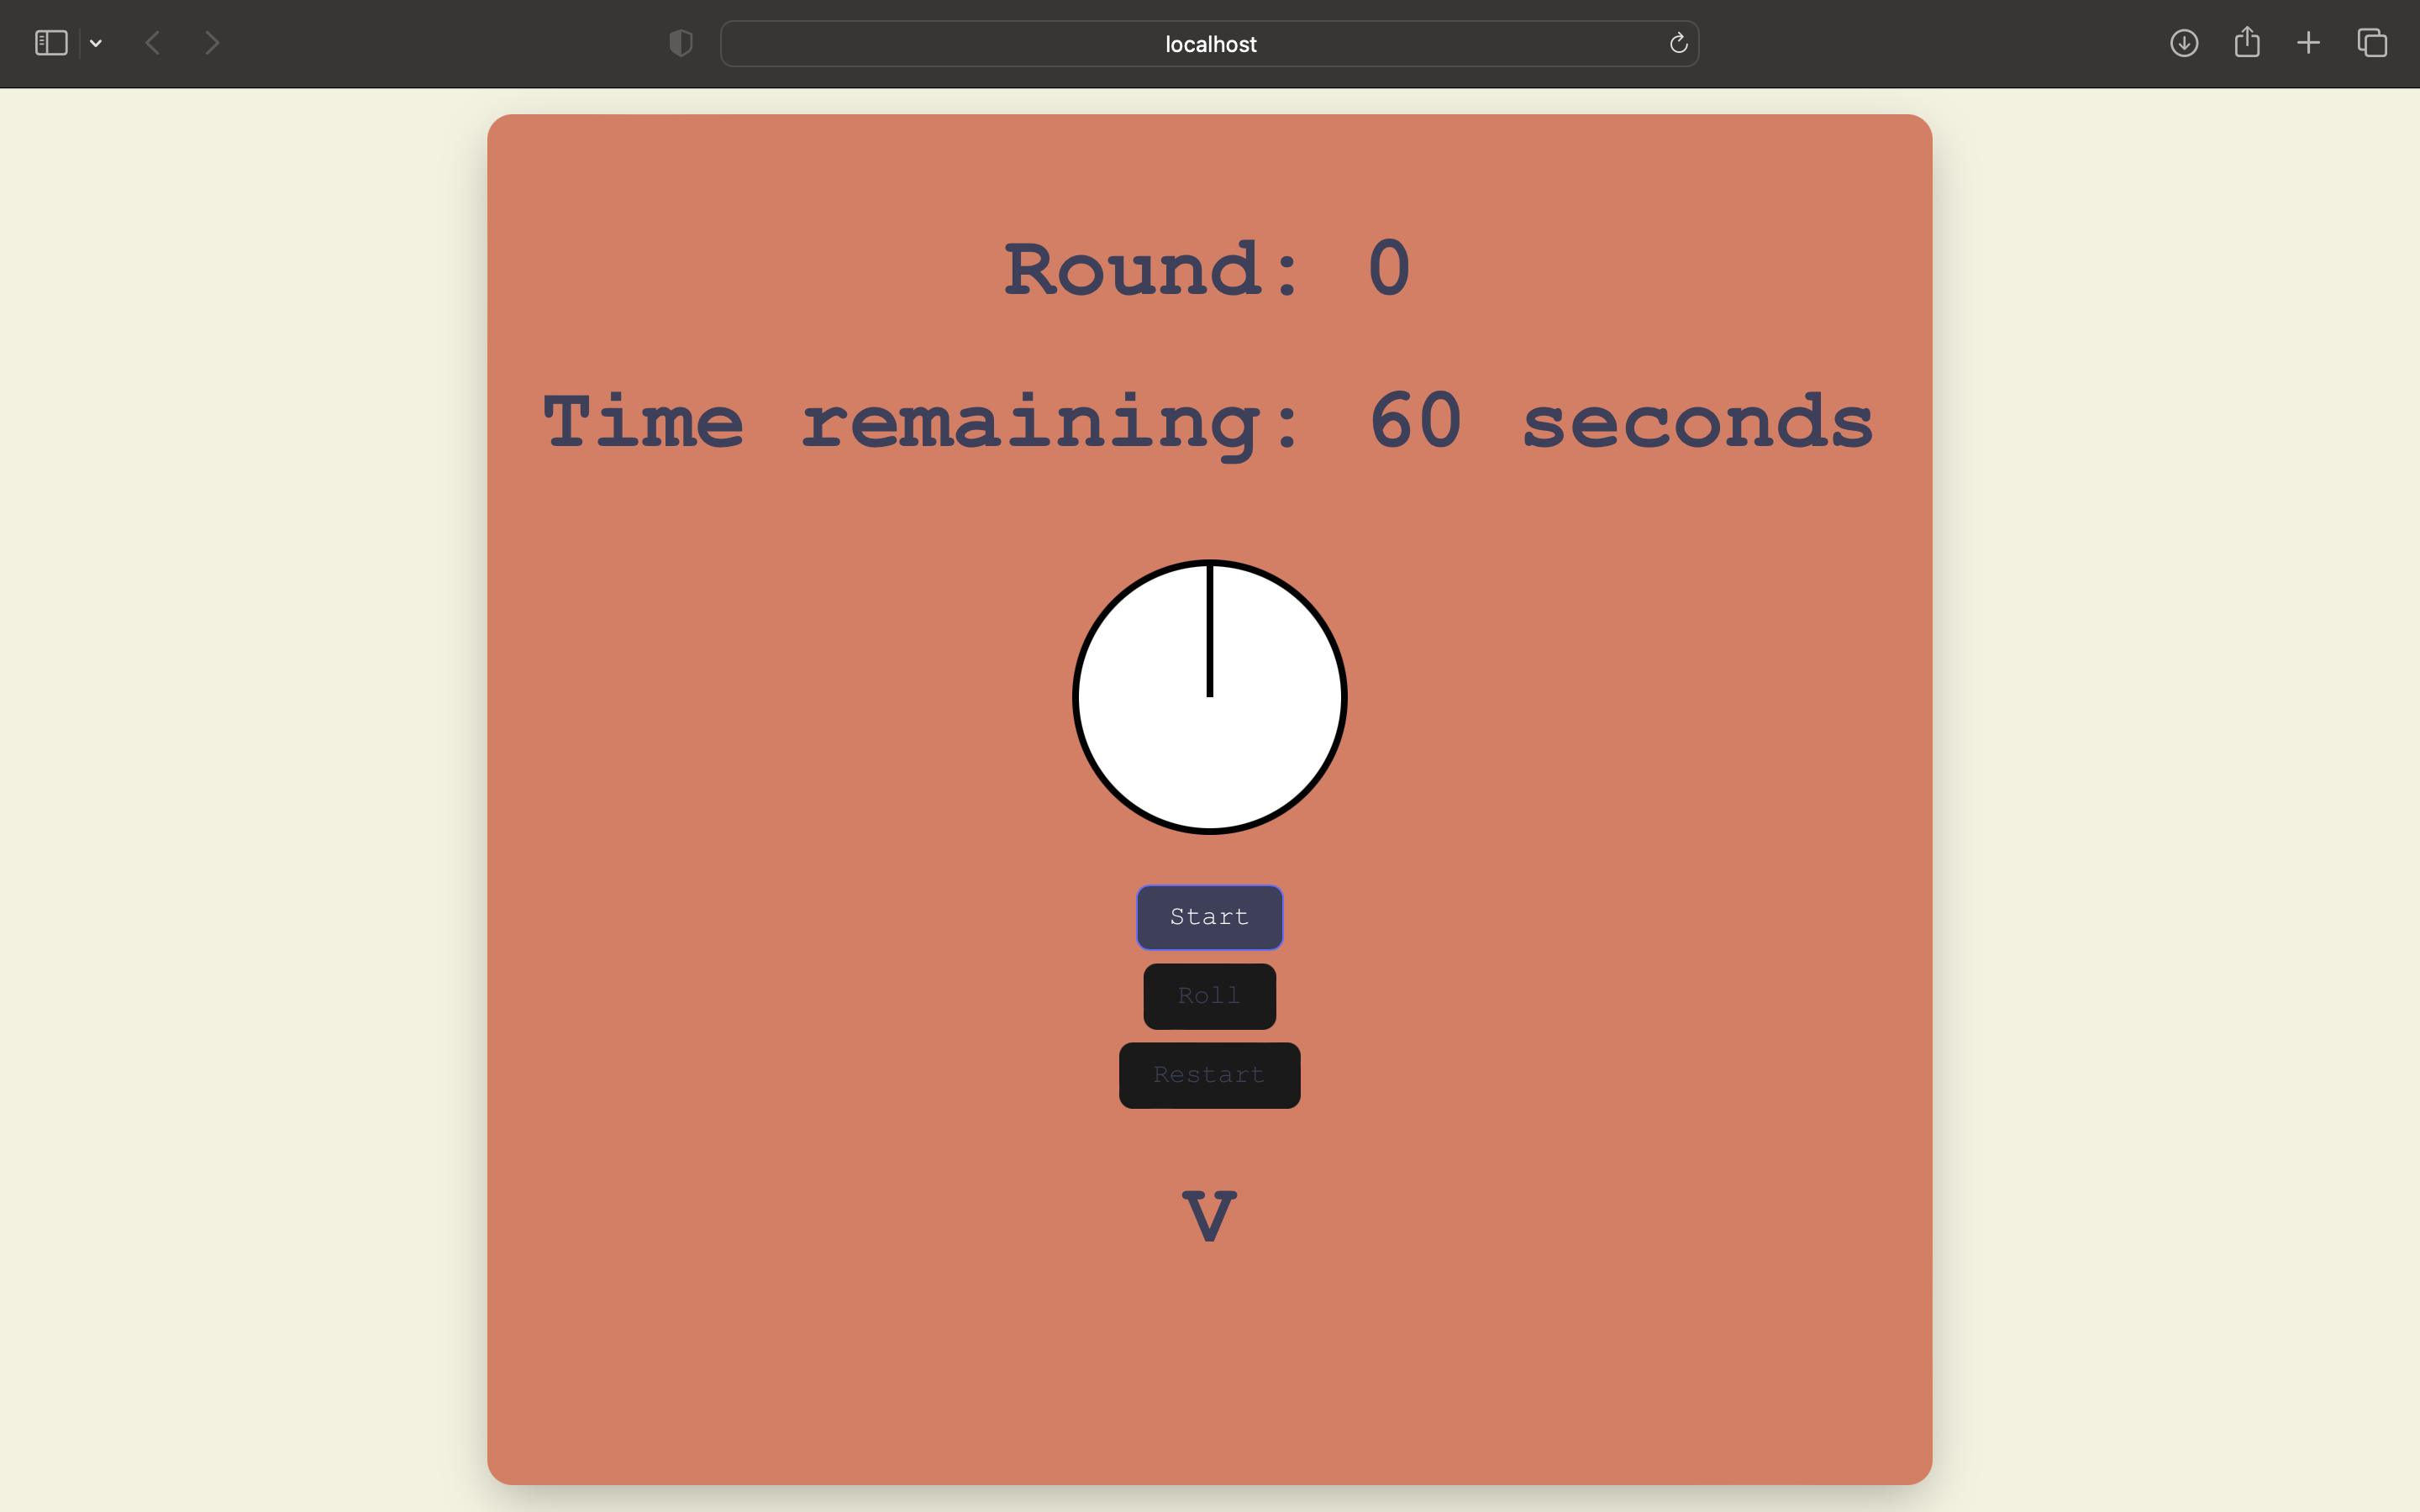 localhost
Round: 0
Time remaining: 60 seconds
Start
Roll
Restart
V